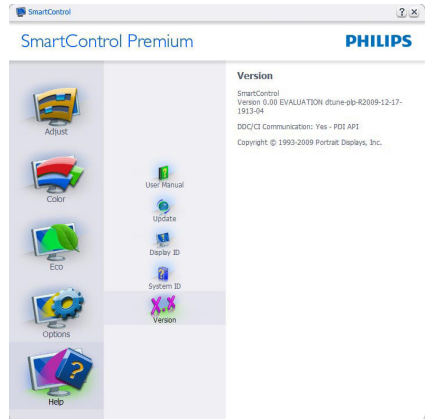 SmartControl
? ×
SmartControl Premium
PHILIPS
Adjust
Color
Eco
Options
?
Help
?
User Manual
Update
Display ID
System ID
X.X
Version
Version
SmartControl
Version 0.00 EVALUATION dtune-plp-R2009-12-17-
1913-04
DDC/CI Communication: Yes - PDI API
Copyright © 1993-2009 Portrait Displays, Inc.